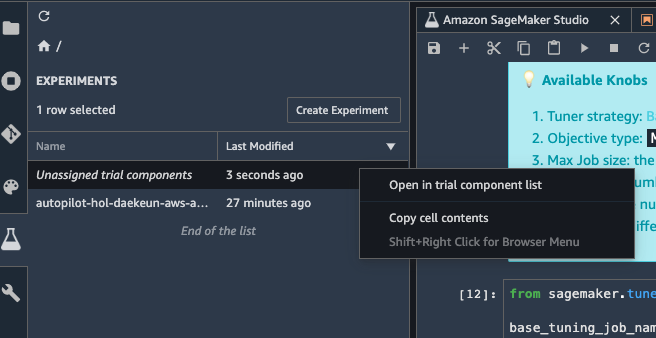 /
EXPERIMENTS
1 row selected
Create Experiment
Name
Last Modified
Unassigned trial components
3 seconds ago
autopilot-hol-daekeun-aws-a...
27 minutes ago
End of the list
Open in trial component list
Copy cell contents
Shift+Right Click for Browser Menu
Amazon SageMaker Studio
Available Knobs
1. Tuner strategy:
2. Objective type:
3. Max Job size: the
[12]:
from sagemaker.tune
base_tuning_job_nam